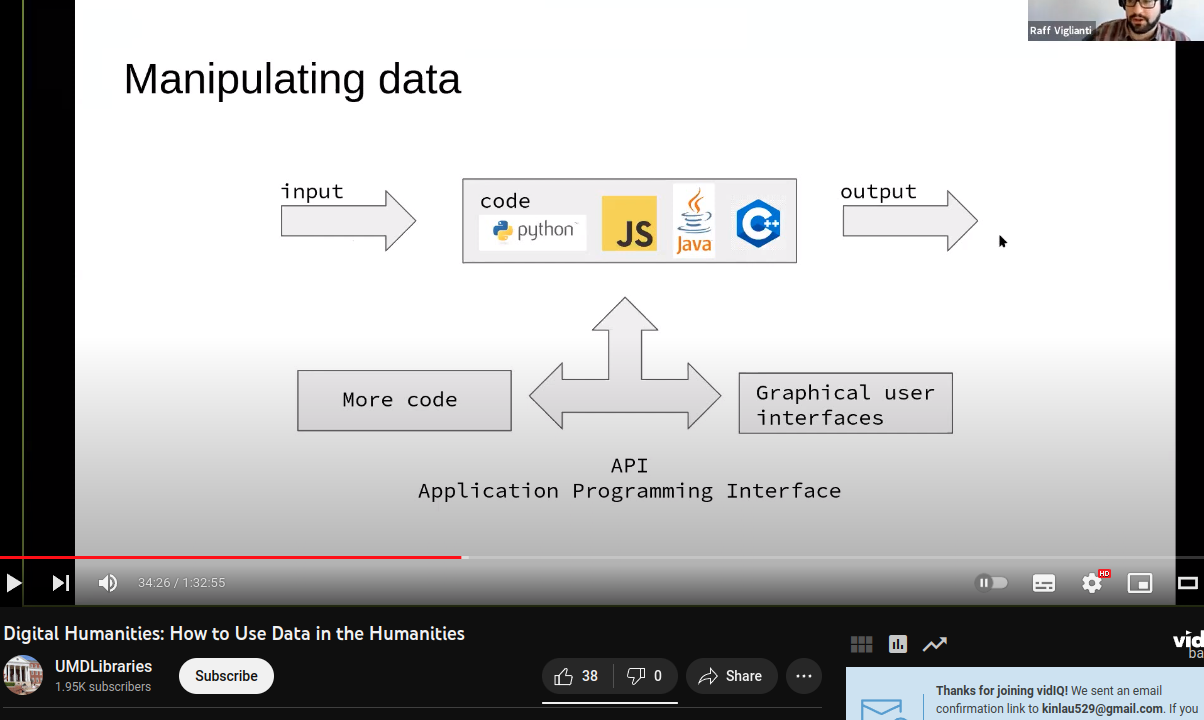 Raff Viglianti
Manipulating data
input
code
output
python
JS
Java
C++
More code
Graphical user
interfaces
API
Application Programming Interface
34:26 / 1:32:55
HD
Digital Humanities: How to Use Data in the Humanities
UMDLibraries
1.95K subscribers
Subscribe
38
0
Share
vid
ba
Thanks for joining vidIQ! We sent an email
confirmation link to kinlau529@gmail.com. If you